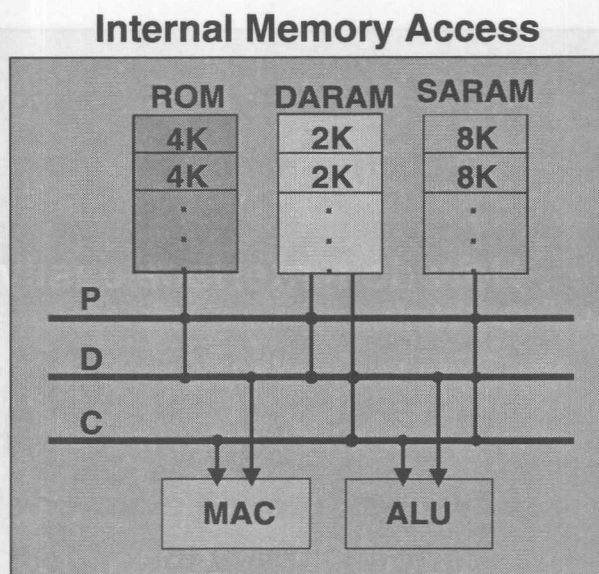 Internal Memory Access
ROM DARAM SARAM
4K 2K 8K
4K 2K 8K
P
D
C
MAC ALU